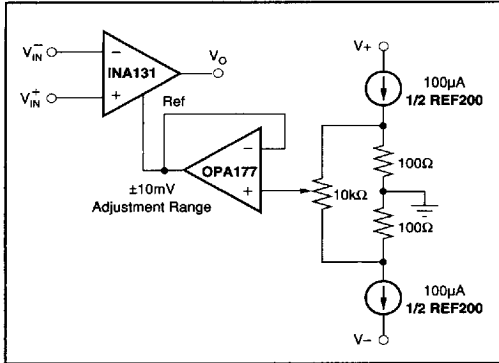 V⁻IN
V⁺IN
−
+
INA131
VO
Ref
−
+
OPA177
±10mV
Adjustment Range
10kΩ
V+
100µA
1/2 REF200
100Ω
100Ω
100µA
1/2 REF200
V−